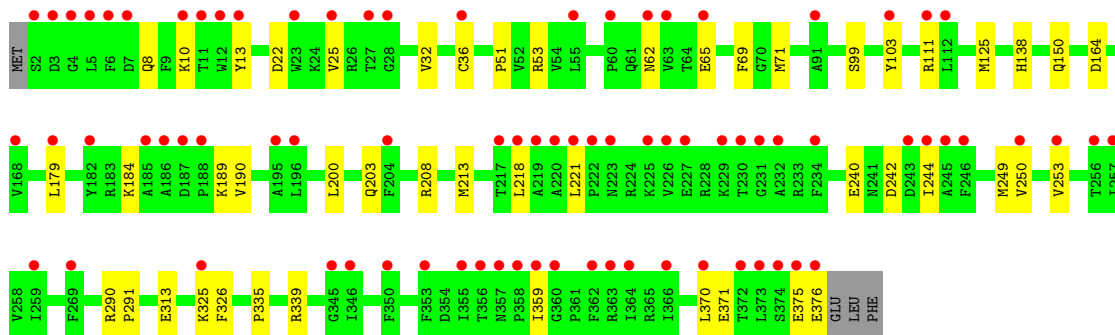 MET S2 D3 G4 L5 F6 D7 Q8 F9 K10 T11 W12 Y13 D22 W23 K24 V25 R26 T27 G28 V32 C36 P51 V52 R53 V54 L55 P60 Q61 N62 V63 T64 E65 F69 G70 M71 A91 S99 Y103 R111 L112 M125 H138 Q150 D164
V168 L179 Y182 R183 K184 A185 A186 D187 P188 K189 V190 A195 L196 L200 Q203 F204 R208 M213 T217 L218 A219 A220 L221 P222 N223 R224 K225 V226 E227 R228 K229 T230 G231 A232 R233 F234 E240 N241 D242 D243 I244 A245 F246 M249 V250 V253 T256
V258 I259 F269 R290 P291 E313 K325 F326 P335 R339 G345 I346 F350 F353 D354 I355 T356 N357 P358 I359 G360 P361 F362 R363 I364 R365 I366 L370 E371 T372 L373 S374 E375 E376 GLU LEU PHE